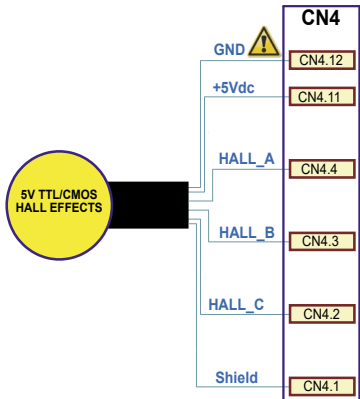 CN4
GND
CN4.12
+5Vdc
CN4.11
HALL_A
CN4.4
5V TTL/CMOS
HALL EFFECTS
HALL_B
CN4.3
HALL_C
CN4.2
Shield
CN4.1